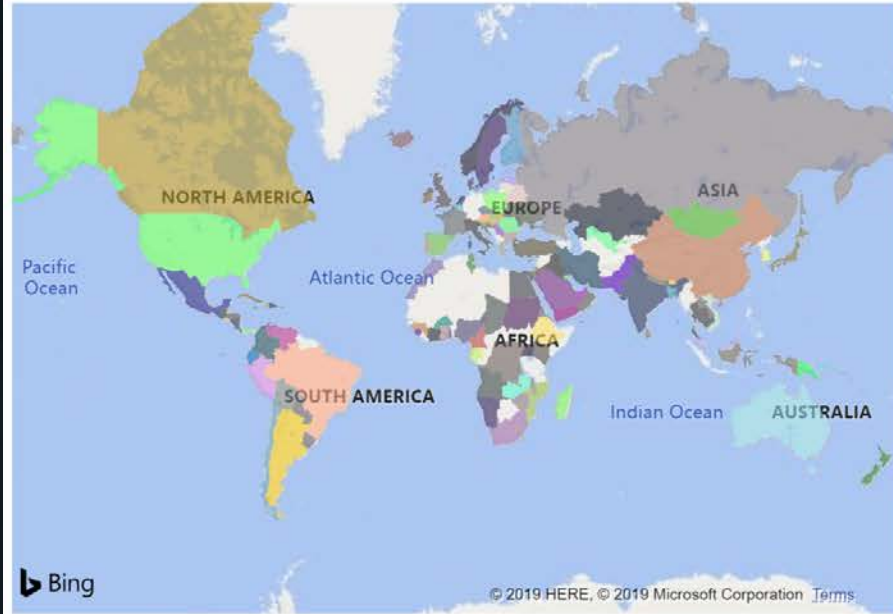 NORTH AMERICA
EUROPE
ASIA
Pacific
Ocean
Atlantic Ocean
AFRICA
SOUTH AMERICA
Indian Ocean
AUSTRALIA
Bing
© 2019 HERE, © 2019 Microsoft Corporation Terms